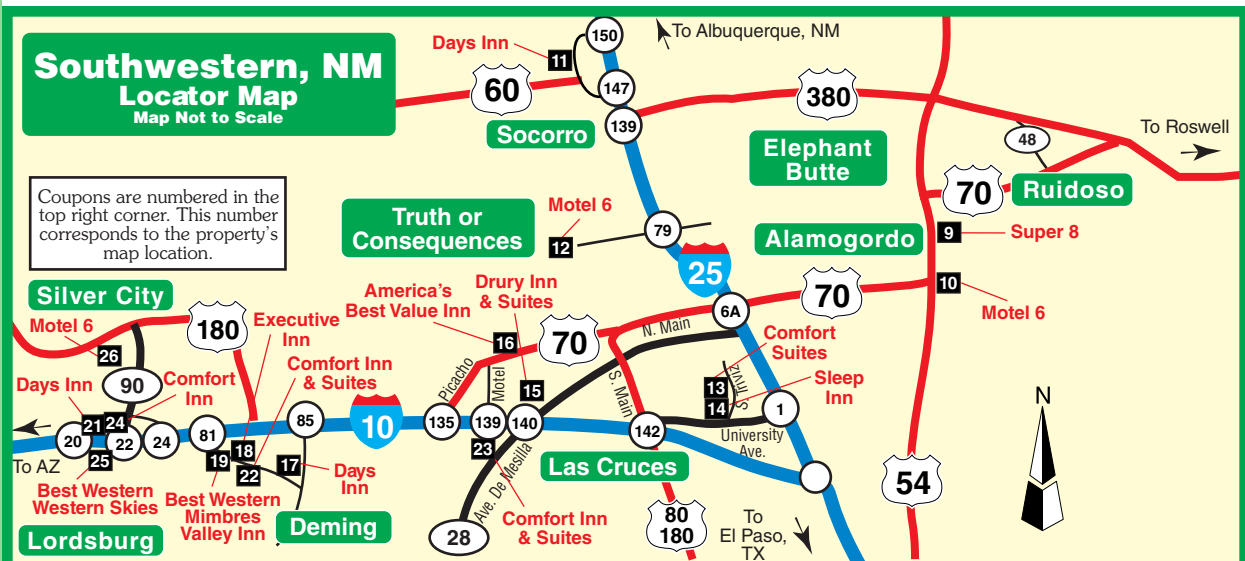 Southwestern, NM
Locator Map
Map Not to Scale
Days Inn
11
150
To Albuquerque, NM
60
147
139
Socorro
380
Elephant
Butte
48
To Roswell
70
Ruidoso
Coupons are numbered in the
top right corner. This number
corresponds to the property's
map location.
Truth or
Consequences
Motel 6
12
79
25
Alamogordo
9
Super 8
10
Motel 6
70
6A
Silver City
Motel 6
26
180
90
Executive
Inn
America's
Best Value Inn
16
Drury Inn
& Suites
70
N. Main
Comfort
Suites
Comfort Inn
& Suites
Picacho
Motel
15
S. Main
13
14
S. Triviz
Sleep
Inn
Days Inn
Comfort
Inn
21
24
20
22
24
81
85
10
135
139
140
142
1
University
Ave.
To AZ
25
Best Western
Western Skies
19
18
22
17
Days
Inn
Best Western
Mimbres
Valley Inn
Deming
Lordsburg
23
Ave. De Mesilla
28
Comfort Inn
& Suites
Las Cruces
80
180
To
El Paso,
TX
54
N